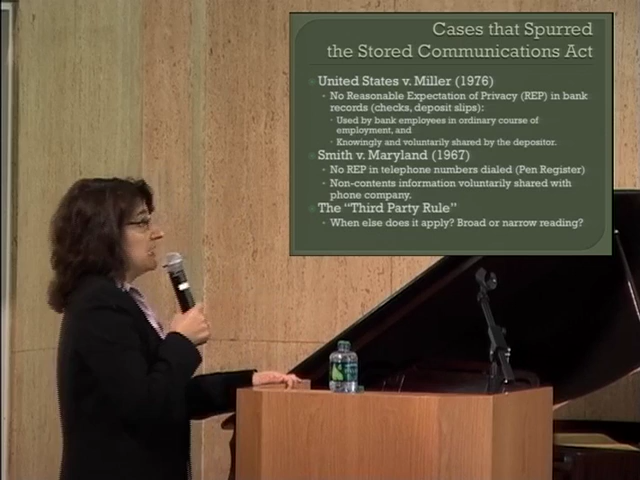 Cases that Spurred
the Stored Communications Act
United States v. Miller (1976)
No Reasonable Expectation of Privacy (REP) in bank
records (checks, deposit slips):
Used by bank employees in ordinary course of
employment, and
Knowingly and voluntarily shared by the depositor.
Smith v. Maryland (1967)
No REP in telephone numbers dialed (Pen Register)
Non-contents information voluntarily shared with
phone company.
The "Third Party Rule"
When else does it apply? Broad or narrow reading?